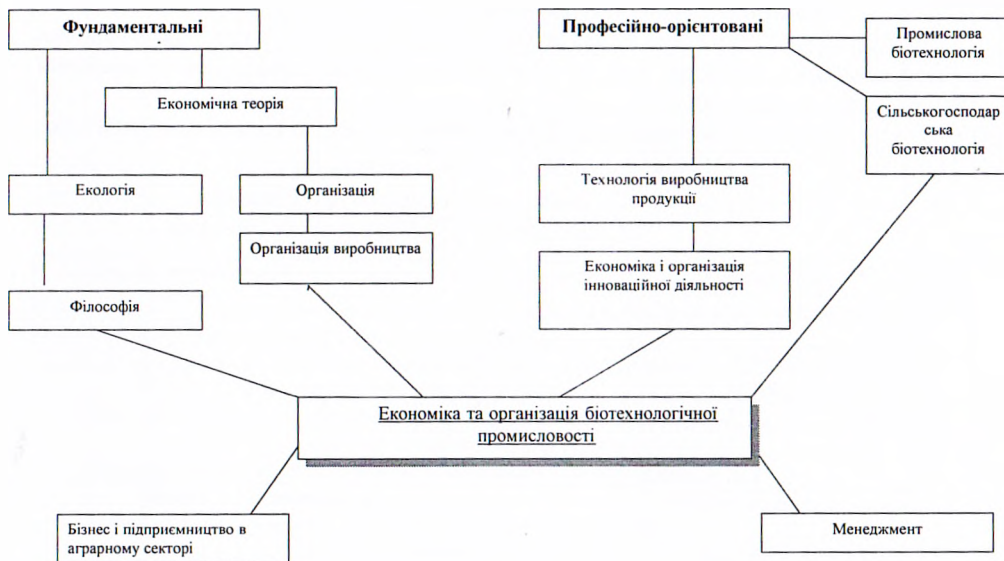 Фундаментальні
Професійно-орієнтовані
Промислова
біотехнологія
Економічна теорія
Сільськогосподар
ська
біотехнологія
Екологія
Організація
Технологія виробництва
продукції
Організація виробництва
Економіка і організація
інноваційної діяльності
Філософія
Економіка та організація біотехнологічної
промисловості
Бізнес і підприємництво в
аграрному секторі
Менеджмент